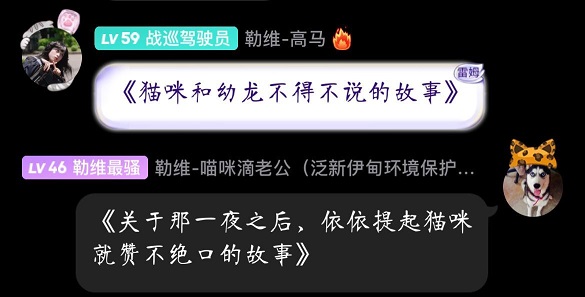 LV 59 战巡驾驶员 勒维-高马🔥
雷姆
《猫咪和幼龙不得不说的故事》
LV 46 勒维最骚 勒维-喵咪滴老公（泛新伊甸环境保护...
《关于那一夜之后，依依提起猫咪
就赞不绝口的故事》